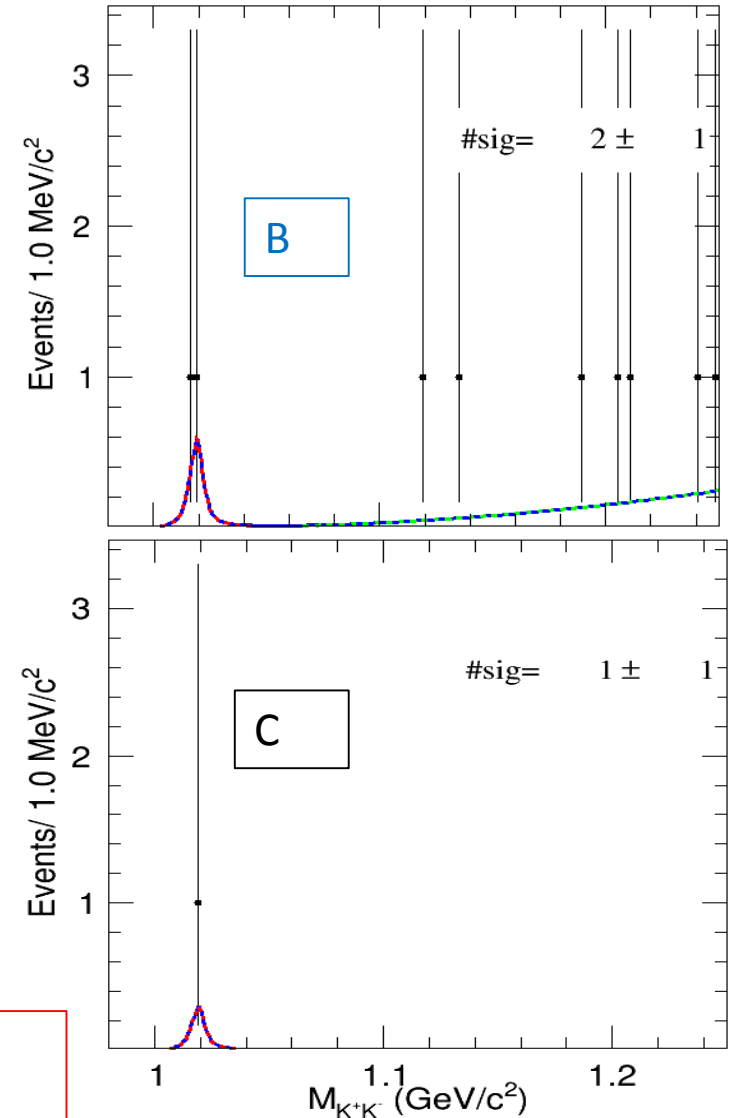 3
#sig= 2 ± 1
Events/ 1.0 MeV/c²
2
B
1
3
#sig= 1 ± 1
Events/ 1.0 MeV/c²
C
2
1
1 1.1 1.2
M_K⁺K⁻ (GeV/c²)